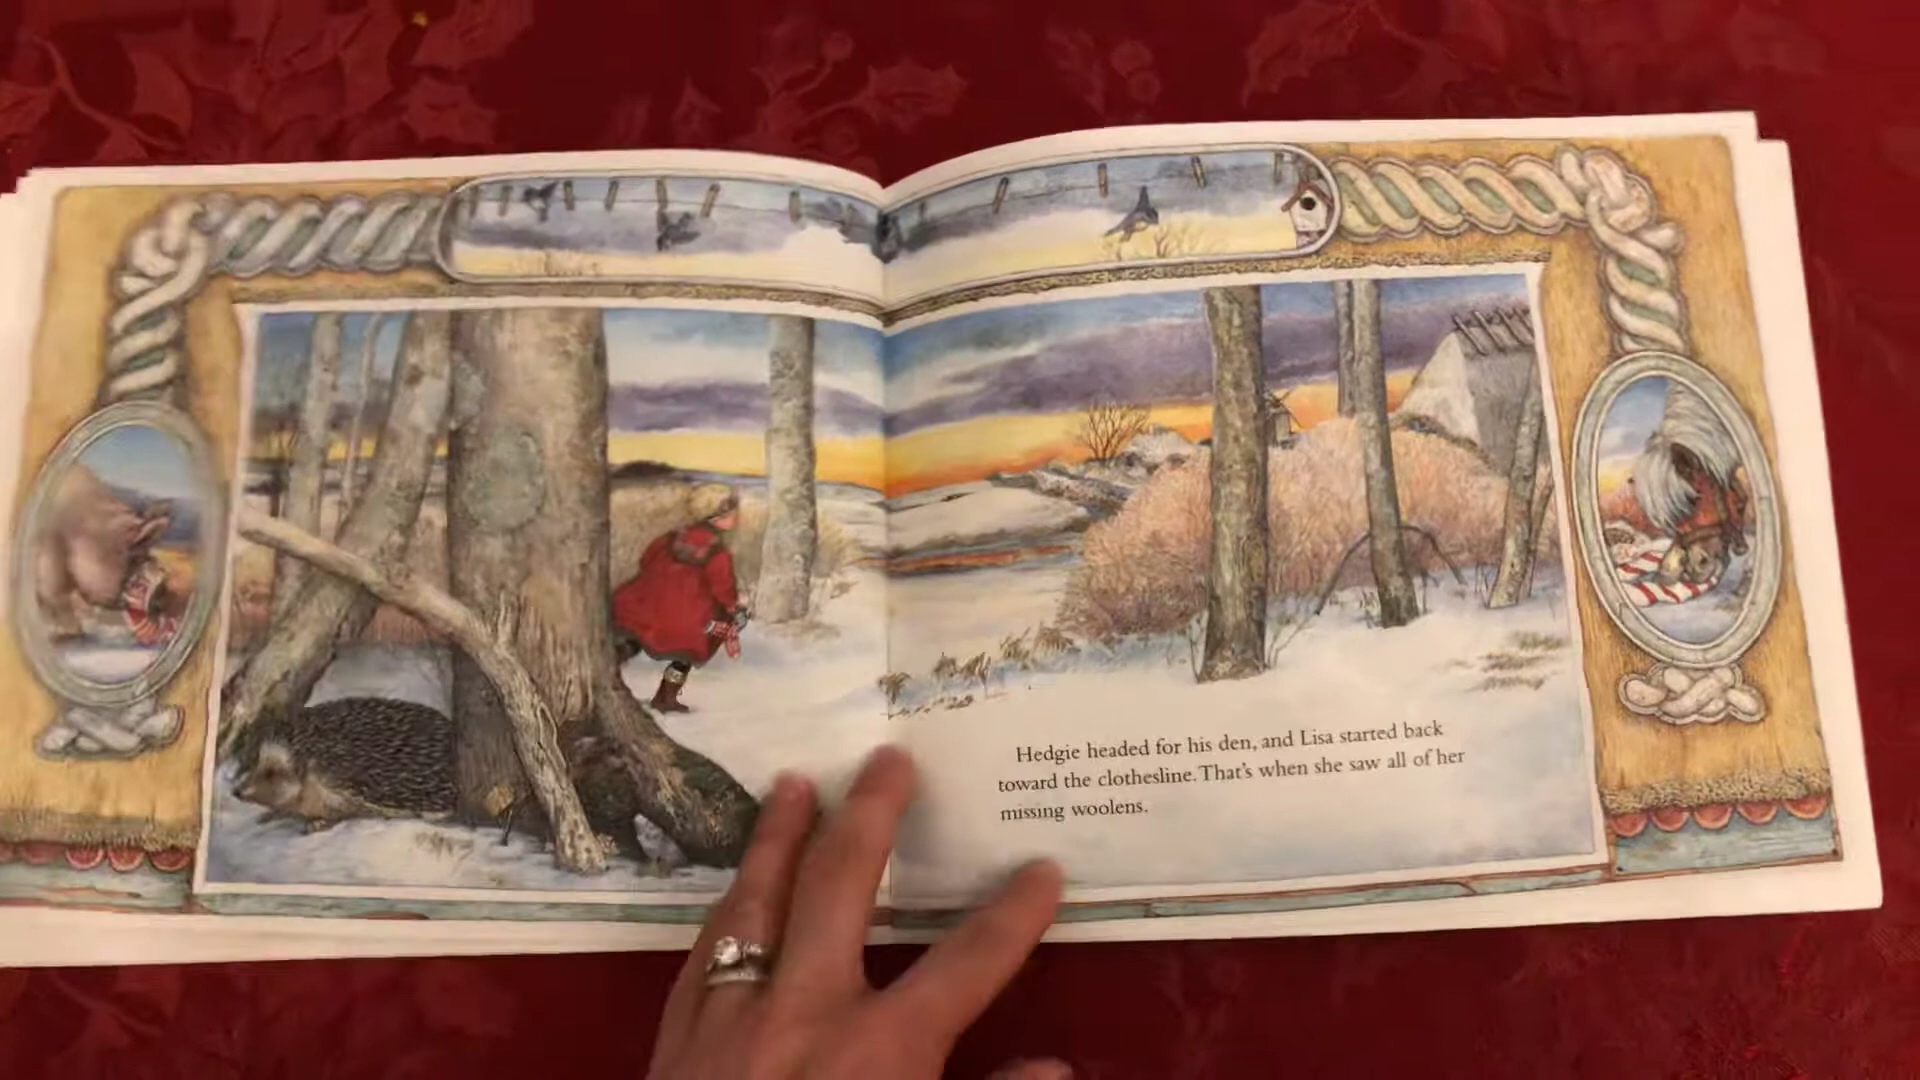 Hedgie headed for his den, and Lisa started back
toward the clothesline. That's when she saw all of her
missing woolens.